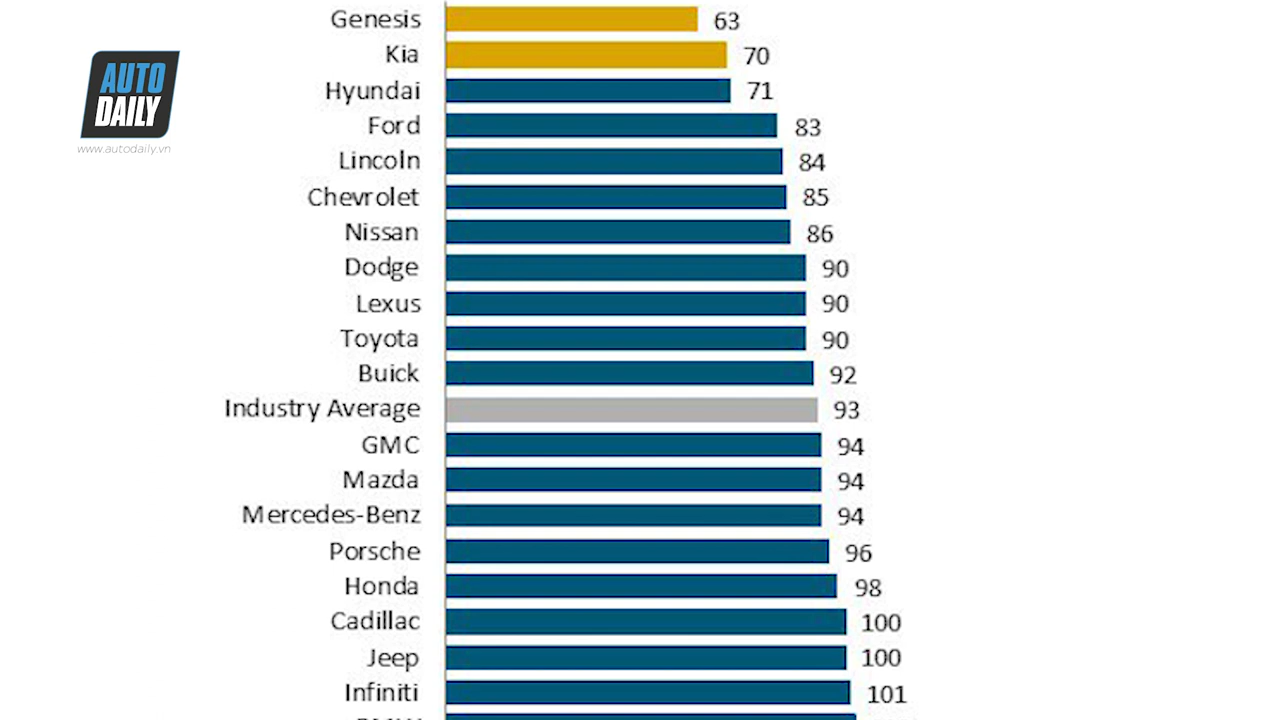 AUTO
DAILY
www.autodaily.vn
Genesis 63
Kia 70
Hyundai 71
Ford 83
Lincoln 84
Chevrolet 85
Nissan 86
Dodge 90
Lexus 90
Toyota 90
Buick 92
Industry Average 93
GMC 94
Mazda 94
Mercedes-Benz 94
Porsche 96
Honda 98
Cadillac 100
Jeep 100
Infiniti 101